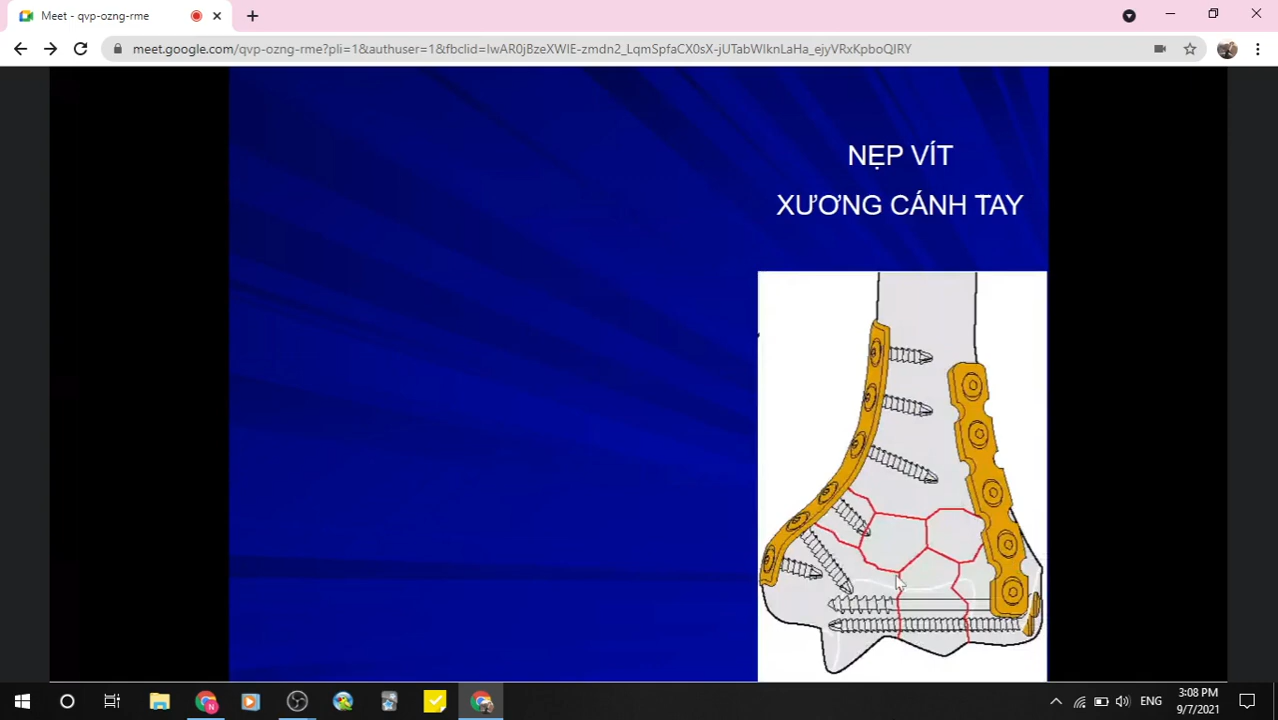 Meet - qvp-ozng-rme
meet.google.com/qvp-ozng-rme?pli=1&authuser=1&fbclid=IwAR0jBzeXWIE-zmdn2_LqmSpfaCX0sX-jUTabWIknLaHa_ejyVRxKpboQIRY
NẸP VÍT
XƯƠNG CÁNH TAY
ENG
3:08 PM
9/7/2021